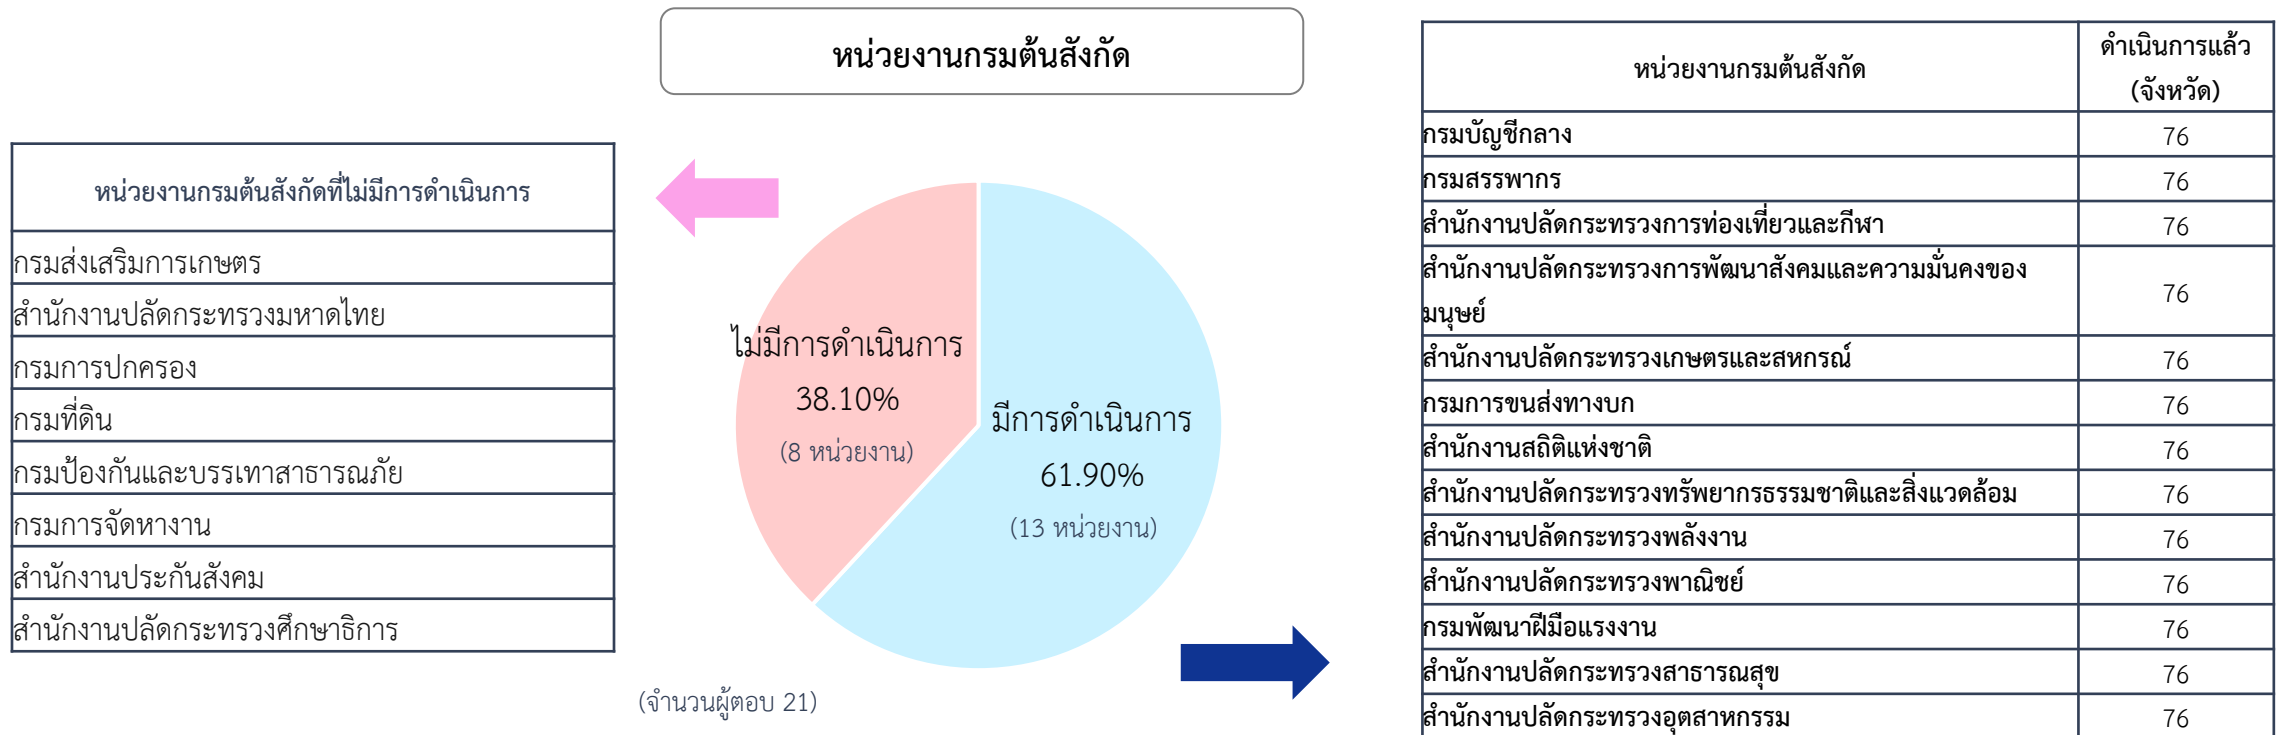 หน่วยงานกรมต้นสังกัด
หน่วยงานกรมต้นสังกัดที่ไม่มีการดำเนินการ
กรมส่งเสริมการเกษตร
สำนักงานปลัดกระทรวงมหาดไทย
กรมการปกครอง
กรมที่ดิน
กรมป้องกันและบรรเทาสาธารณภัย
กรมการจัดหางาน
สำนักงานประกันสังคม
สำนักงานปลัดกระทรวงศึกษาธิการ
ไม่มีการดำเนินการ
38.10%
(8 หน่วยงาน)
มีการดำเนินการ
61.90%
(13 หน่วยงาน)
(จำนวนผู้ตอบ 21)
หน่วยงานกรมต้นสังกัด
ดำเนินการแล้ว
(จังหวัด)
กรมบัญชีกลาง 76
กรมสรรพากร 76
สำนักงานปลัดกระทรวงการท่องเที่ยวและกีฬา 76
สำนักงานปลัดกระทรวงการพัฒนาสังคมและความมั่นคงของ
มนุษย์ 76
สำนักงานปลัดกระทรวงเกษตรและสหกรณ์ 76
กรมการขนส่งทางบก 76
สำนักงานสถิติแห่งชาติ 76
สำนักงานปลัดกระทรวงทรัพยากรธรรมชาติและสิ่งแวดล้อม 76
สำนักงานปลัดกระทรวงพลังงาน 76
สำนักงานปลัดกระทรวงพาณิชย์ 76
กรมพัฒนาฝีมือแรงงาน 76
สำนักงานปลัดกระทรวงสาธารณสุข 76
สำนักงานปลัดกระทรวงอุตสาหกรรม 76